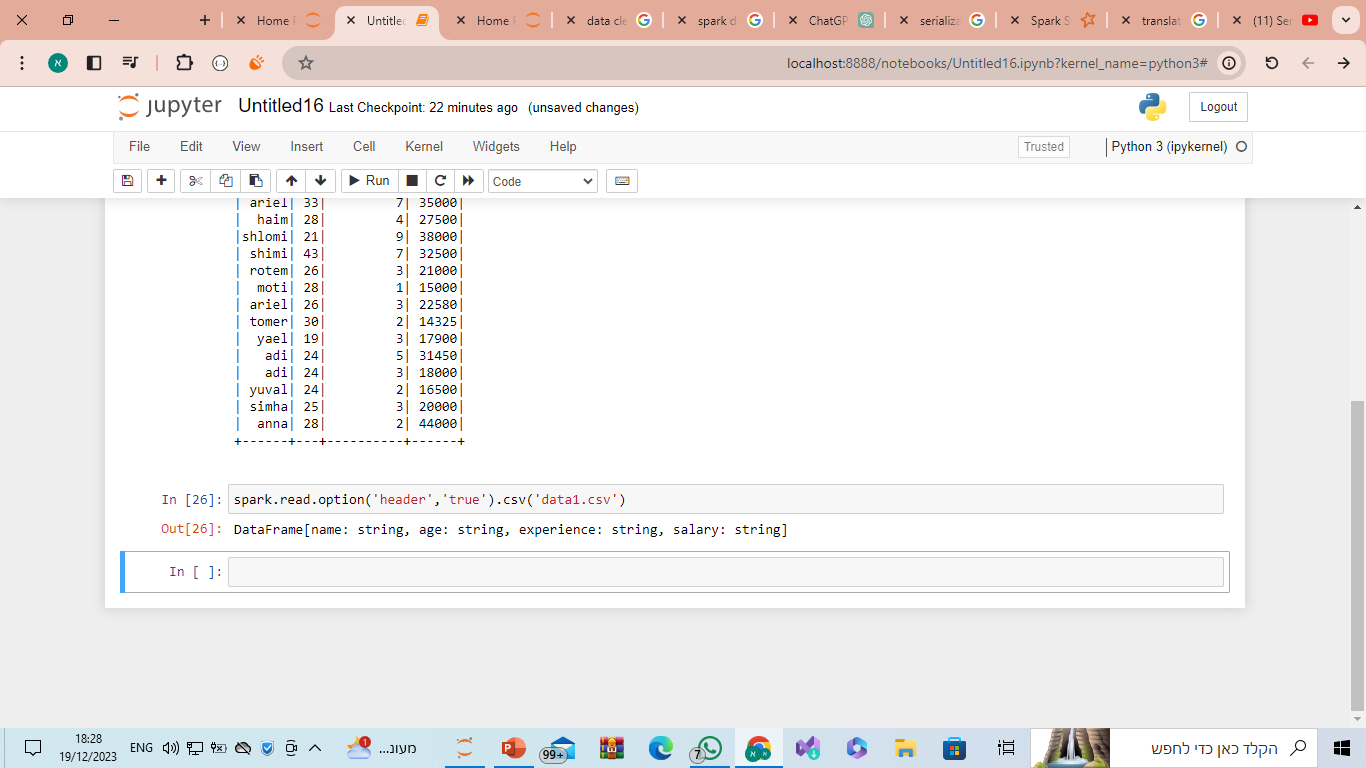 Home
Untitled
Home
data cle
spark d
ChatGP
serializa
Spark S
translat
(11) Ser
א
localhost:8888/notebooks/Untitled16.ipynb?kernel_name=python3#
jupyter Untitled16 Last Checkpoint: 22 minutes ago (unsaved changes)
Logout
File Edit View Insert Cell Kernel Widgets Help
Trusted
Python 3 (ipykernel)
Run
Code
| ariel| 33| 7| 35000|
| haim| 28| 4| 27500|
|shlomi| 21| 9| 38000|
| shimi| 43| 7| 32500|
| rotem| 26| 3| 21000|
| moti| 28| 1| 15000|
| ariel| 26| 3| 22580|
| tomer| 30| 2| 14325|
| yael| 19| 3| 17900|
| adi| 24| 5| 31450|
| adi| 24| 3| 18000|
| yuval| 24| 2| 16500|
| simha| 25| 3| 20000|
| anna| 28| 2| 44000|
+------+---+----------+------+
In [26]: spark.read.option('header','true').csv('data1.csv')
Out[26]: DataFrame[name: string, age: string, experience: string, salary: string]
In [ ]:
18:28
19/12/2023
ENG
1
מעונ...
99+
7
הקלד כאן כדי לחפש